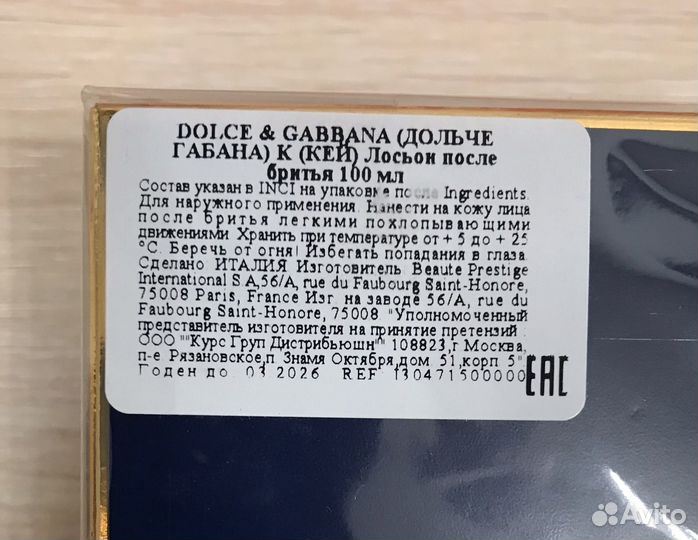 DOLCE & GABBANA (ДОЛЬЧЕ
ГАБАНА) K (КЕЙ) Лосьон после
бритья 100 мл
Состав указан в INCI на упаковке после Ingredients.
Для наружного применения. Нанести на кожу лица
после бритья легкими похлопывающими
движениями. Хранить при температуре от + 5 до + 25
°С. Беречь от огня! Избегать попадания в глаза.
Сделано ИТАЛИЯ Изготовитель Beaute Prestige
International S.A,56/A, rue du Faubourg Saint-Honore,
75008 Paris, France Изг. на заводе 56/A, rue du
Faubourg Saint-Honore, 75008 "Уполномоченный
представитель изготовителя на принятие претензий :
ООО ""Курс Груп Дистрибьюшн"" 108823,г Москва,
п-е Рязановское,п Знамя Октября,дом 51,корп 5"
Годен до: 03.2026 REF 130471500000
EAC
Avito